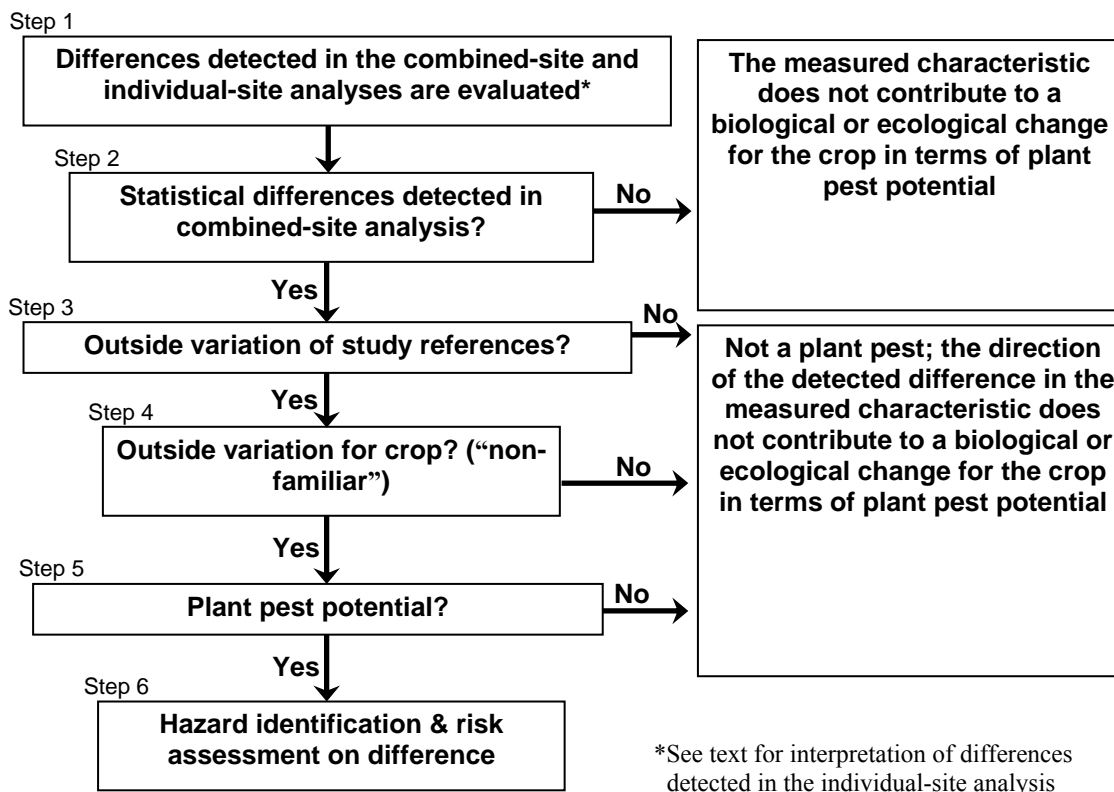 Step 1
Differences detected in the combined-site and
individual-site analyses are evaluated*
The measured characteristic
does not contribute to a
biological or ecological change
for the crop in terms of plant
pest potential
Step 2
Statistical differences detected in
combined-site analysis?
No
Yes
Step 3
Outside variation of study references?
No
Not a plant pest; the direction
of the detected difference in the
measured characteristic does
not contribute to a biological or
ecological change for the crop
in terms of plant pest potential
Yes
Step 4
Outside variation for crop? (“non-
familiar”)
No
Yes
Step 5
Plant pest potential?
No
Yes
Step 6
Hazard identification & risk
assessment on difference
*See text for interpretation of differences
detected in the individual-site analysis